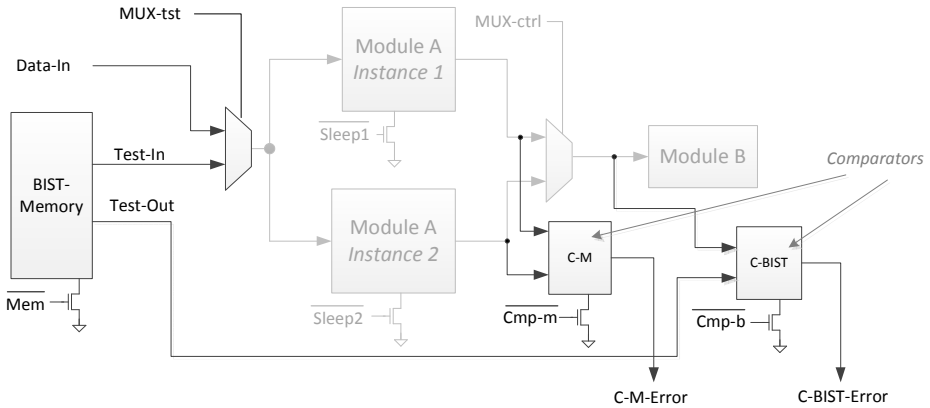 MUX-tst
MUX-ctrl
Data-In
Module A
Instance 1
Sleep1
Test-In
BIST-
Memory
Module B
Comparators
Test-Out
Module A
Instance 2
C-M
C-BIST
Mem
Sleep2
Cmp-m
Cmp-b
C-M-Error
C-BIST-Error